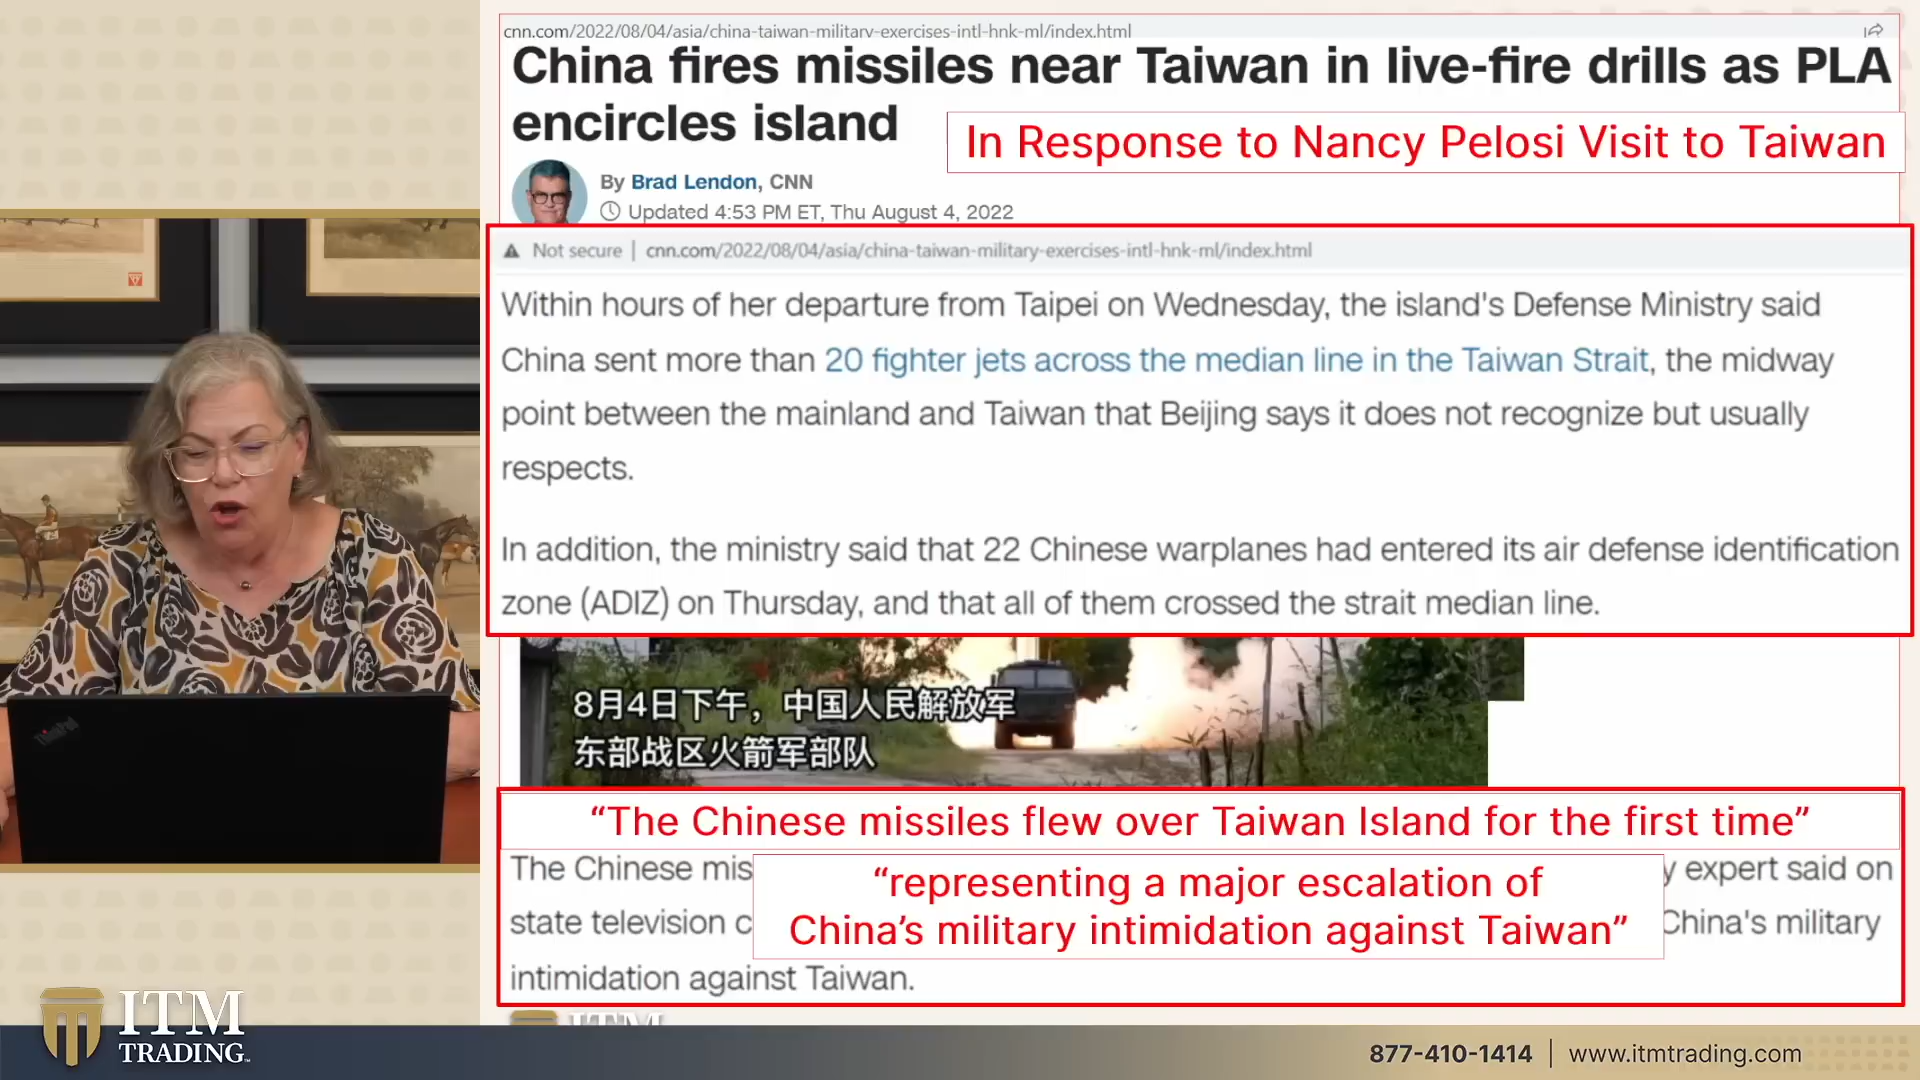 cnn.com/2022/08/04/asia/china-taiwan-military-exercises-intl-hnk-ml/index.html
China fires missiles near Taiwan in live-fire drills as PLA
encircles island
In Response to Nancy Pelosi Visit to Taiwan
By Brad Lendon, CNN
Updated 4:53 PM ET, Thu August 4, 2022
Not secure | cnn.com/2022/08/04/asia/china-taiwan-military-exercises-intl-hnk-ml/index.html
Within hours of her departure from Taipei on Wednesday, the island's Defense Ministry said
China sent more than 20 fighter jets across the median line in the Taiwan Strait, the midway
point between the mainland and Taiwan that Beijing says it does not recognize but usually
respects.
In addition, the ministry said that 22 Chinese warplanes had entered its air defense identification
zone (ADIZ) on Thursday, and that all of them crossed the strait median line.
8月4日下午，中国人民解放军
东部战区火箭军部队
“The Chinese missiles flew over Taiwan Island for the first time”
The Chinese mis
y expert said on
“representing a major escalation of
China’s military intimidation against Taiwan”
state television c
China's military
intimidation against Taiwan.
ThinkPad
ITM
TRADING
ITM
877-410-1414 | www.itmtrading.com